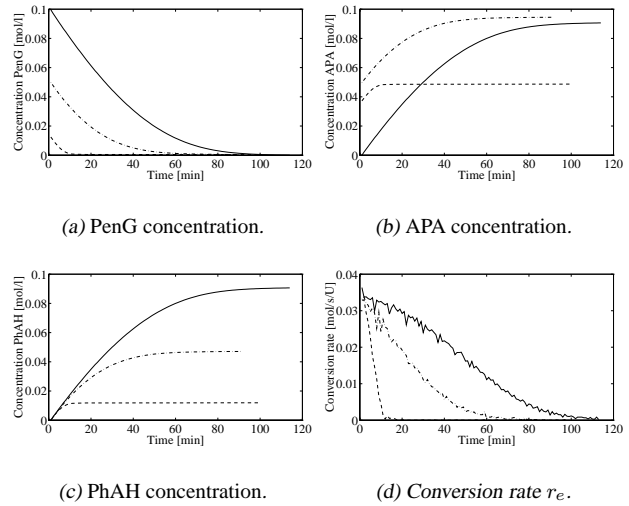 0.1
0.08
0.06
0.04
0.02
0
0 20 40 60 80 100 120
Concentration PenG [mol/l]
Time [min]
(a) PenG concentration.
0.1
0.08
0.06
0.04
0.02
0
0 20 40 60 80 100 120
Concentration APA [mol/l]
Time [min]
(b) APA concentration.
0.1
0.08
0.06
0.04
0.02
0
0 20 40 60 80 100 120
Concentration PhAH [mol/l]
Time [min]
(c) PhAH concentration.
0.04
0.03
0.02
0.01
0
0 20 40 60 80 100 120
Conversion rate [mol/s/U]
Time [min]
(d) Conversion rate r_e.